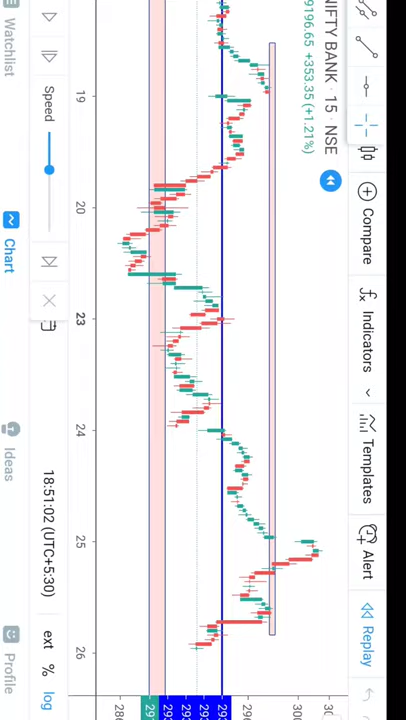 Compare
Indicators
Templates
Alert
Replay
NIFTY BANK · 15 · NSE
9196.65 +353.35 (+1.21%)
19
20
23
24
25
26
Speed
18:51:02 (UTC+5:30)
ext
%
log
Watchlist
Chart
Ideas
Profile